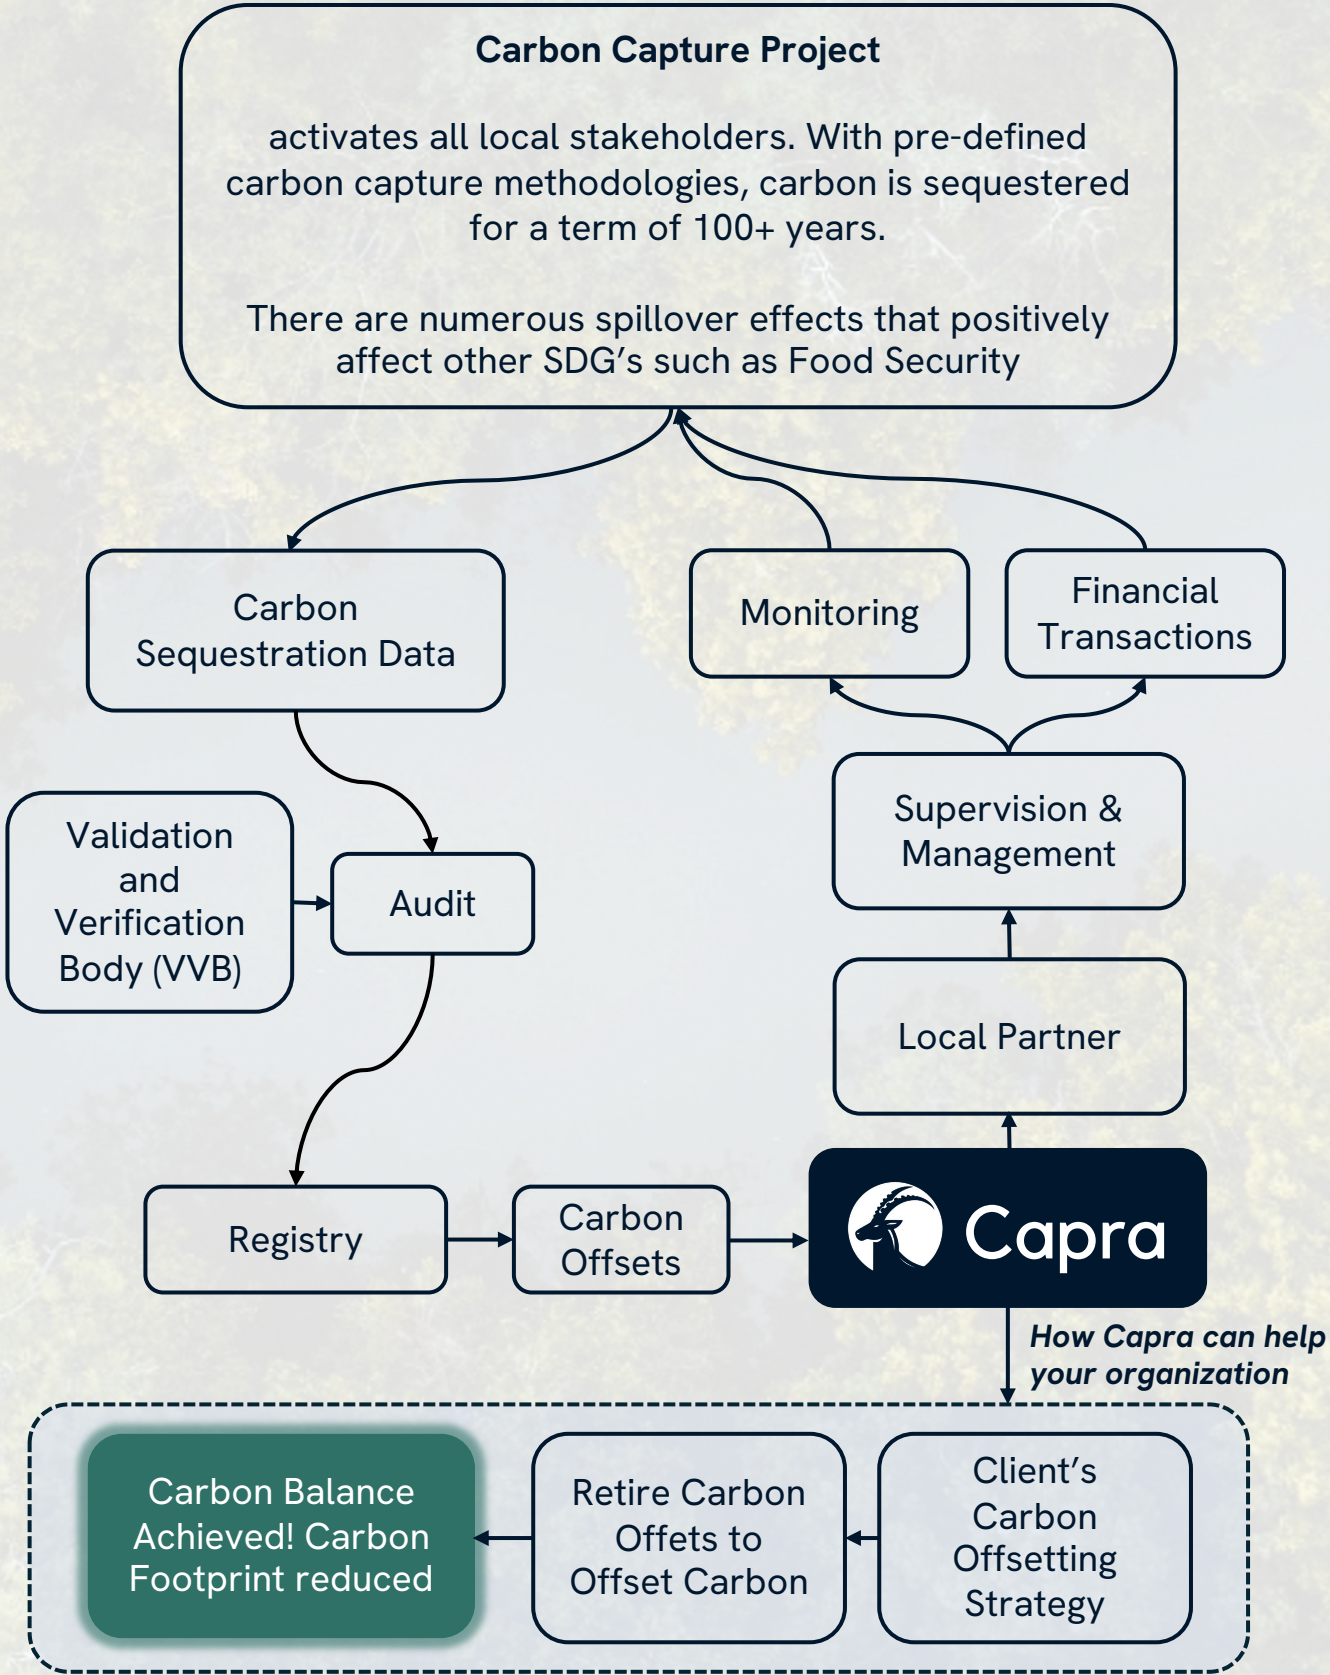 Carbon Capture Project
activates all local stakeholders. With pre-defined
carbon capture methodologies, carbon is sequestered
for a term of 100+ years.
There are numerous spillover effects that positively
affect other SDG's such as Food Security
Carbon
Sequestration Data
Monitoring
Financial
Transactions
Validation
and
Verification
Body (VVB)
Audit
Supervision &
Management
Local Partner
Registry
Carbon
Offsets
Capra
How Capra can help
your organization
Carbon Balance
Achieved! Carbon
Footprint reduced
Retire Carbon
Offets to
Offset Carbon
Client's
Carbon
Offsetting
Strategy